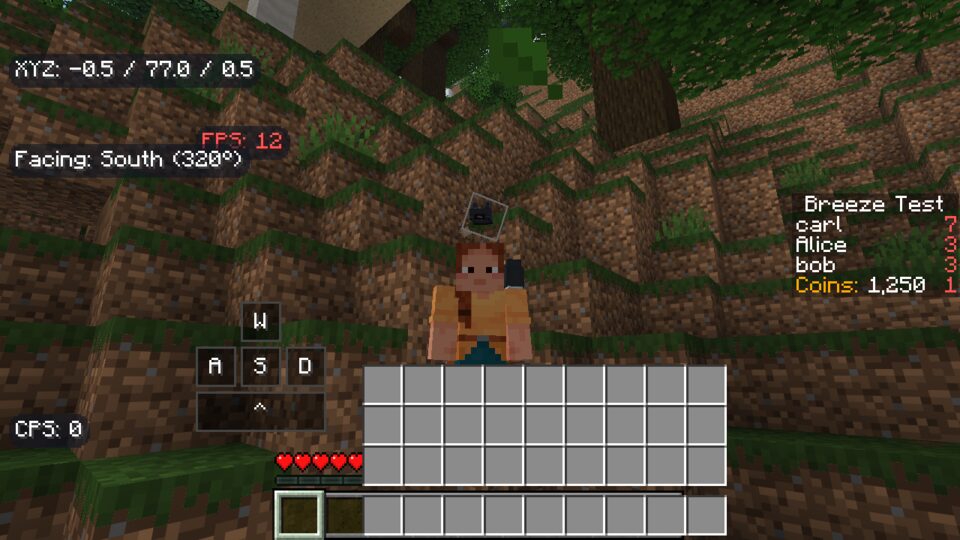 XYZ: -0.5 / 77.0 / 0.5
FPS: 12
Facing: South (320°)
Breeze Test
carl 7
Alice 3
bob 3
Coins: 1,250 1
W
A S D
^
CPS: 0